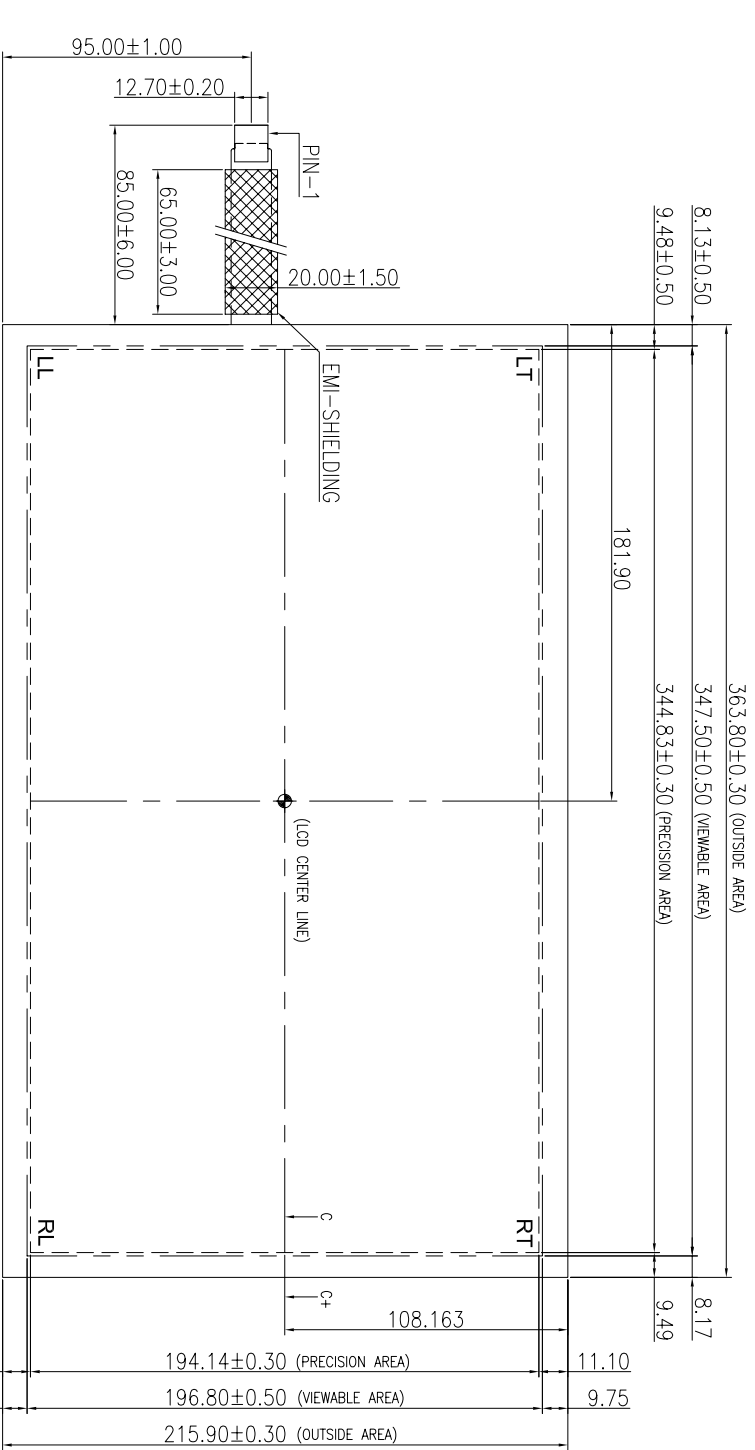 95.00±1.00
12.70±0.20
PIN-1
85.00±6.00
65.00±3.00
20.00±1.50
EMI-SHIELDING
8.13±0.50
9.48±0.50
363.80±0.30 (OUTSIDE AREA)
347.50±0.50 (VIEWABLE AREA)
344.83±0.30 (PRECISION AREA)
181.90
8.17
9.49
LL
LT
(LCD CENTER LINE)
RL
RT
C
C+
108.163
194.14±0.30 (PRECISION AREA)
11.10
196.80±0.50 (VIEWABLE AREA)
9.75
215.90±0.30 (OUTSIDE AREA)